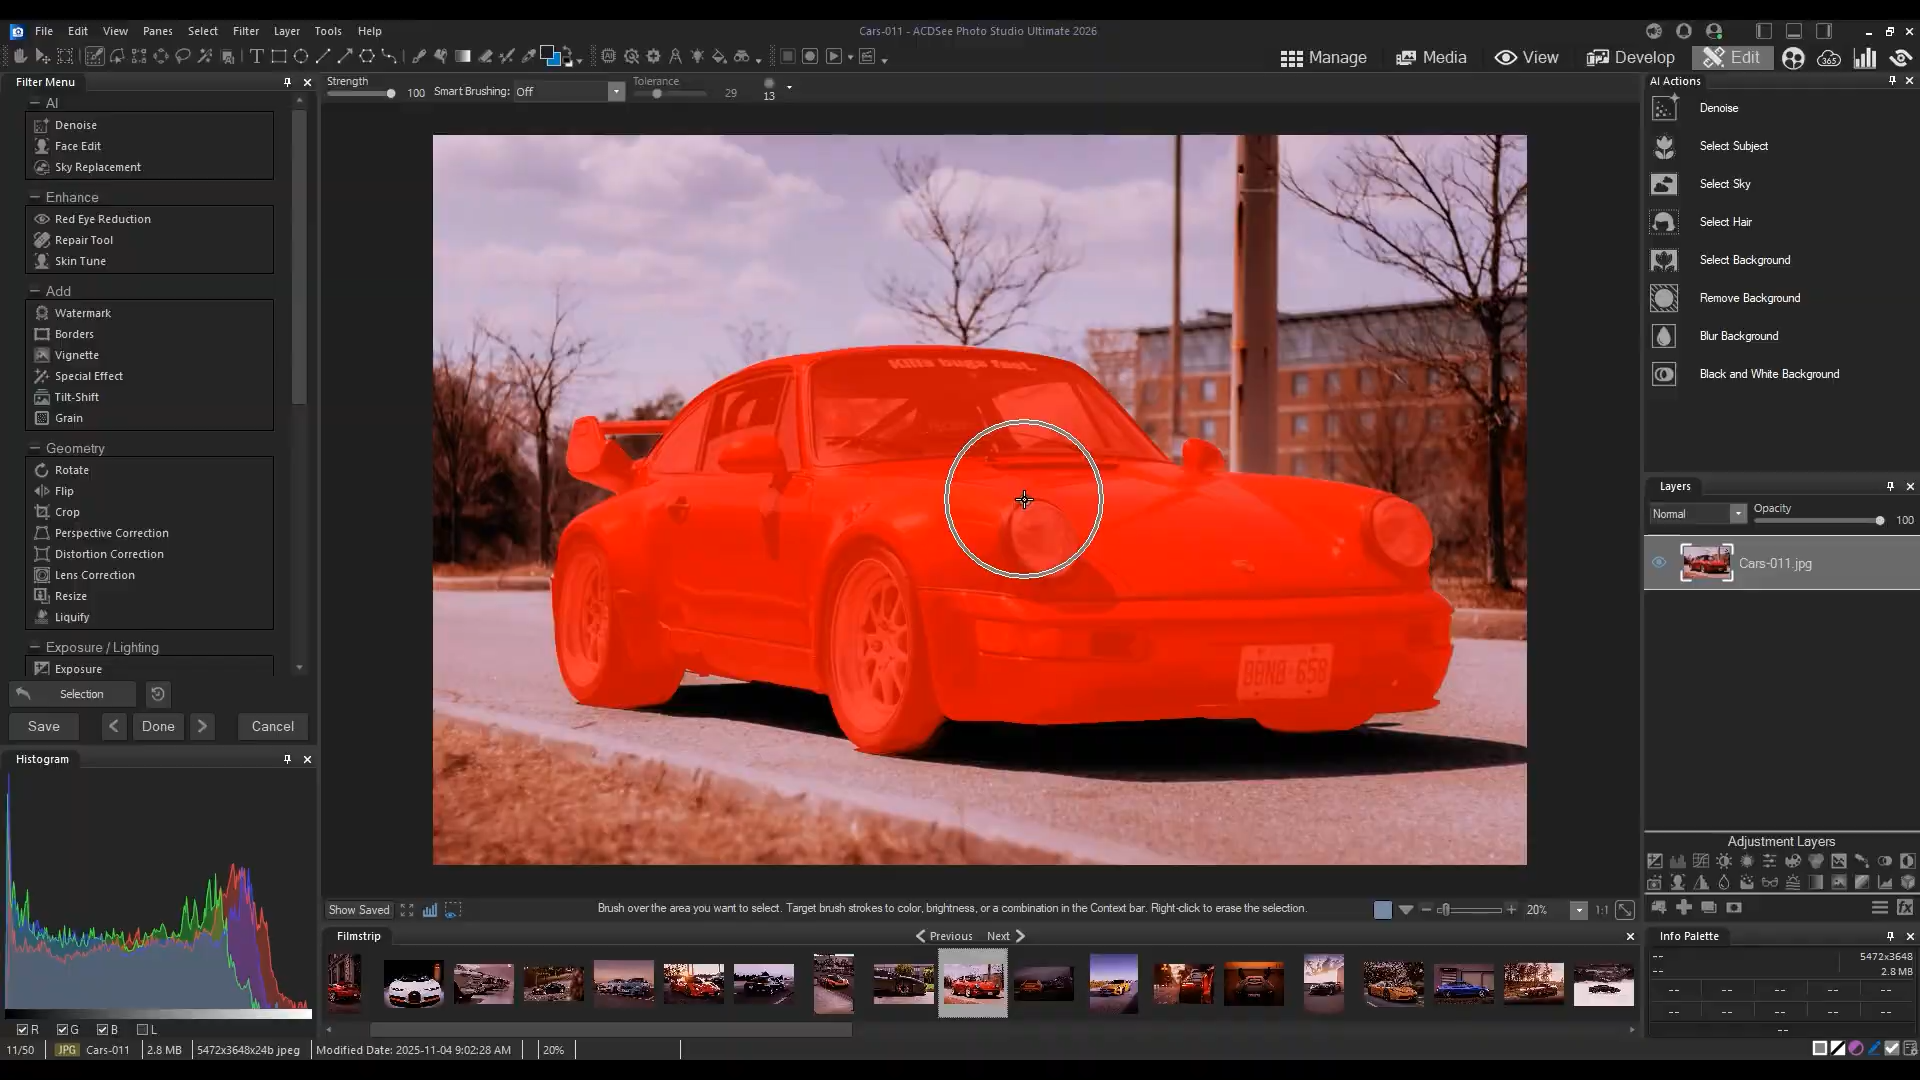 File Edit View Panes Select Filter Layer Tools Help
Cars-011 - ACDSee Photo Studio Ultimate 2026
Manage Media View Develop Edit 365
Filter Menu
Strength 100 Smart Brushing: Off Tolerance 29 13
AI
Denoise
Face Edit
Sky Replacement
Enhance
Red Eye Reduction
Repair Tool
Skin Tune
Add
Watermark
Borders
Vignette
Special Effect
Tilt-Shift
Grain
Geometry
Rotate
Flip
Crop
Perspective Correction
Distortion Correction
Lens Correction
Resize
Liquify
Exposure / Lighting
Exposure
Selection
Save Done Cancel
Histogram
R G B L
Kills bugs fast.
BBNB 658
AI Actions
Denoise
Select Subject
Select Sky
Select Hair
Select Background
Remove Background
Blur Background
Black and White Background
Layers
Normal Opacity 100
Cars-011.jpg
Adjustment Layers
Show Saved
Brush over the area you want to select. Target brush strokes to color, brightness, or a combination in the Context bar. Right-click to erase the selection.
20% 1:1
Filmstrip Previous Next
Info Palette
-- 5472x3648
-- 2.8 MB
-- -- -- -- --
-- -- -- -- --
--
11/50 JPG Cars-011 2.8 MB 5472x3648x24b jpeg Modified Date: 2025-11-04 9:02:28 AM 20%